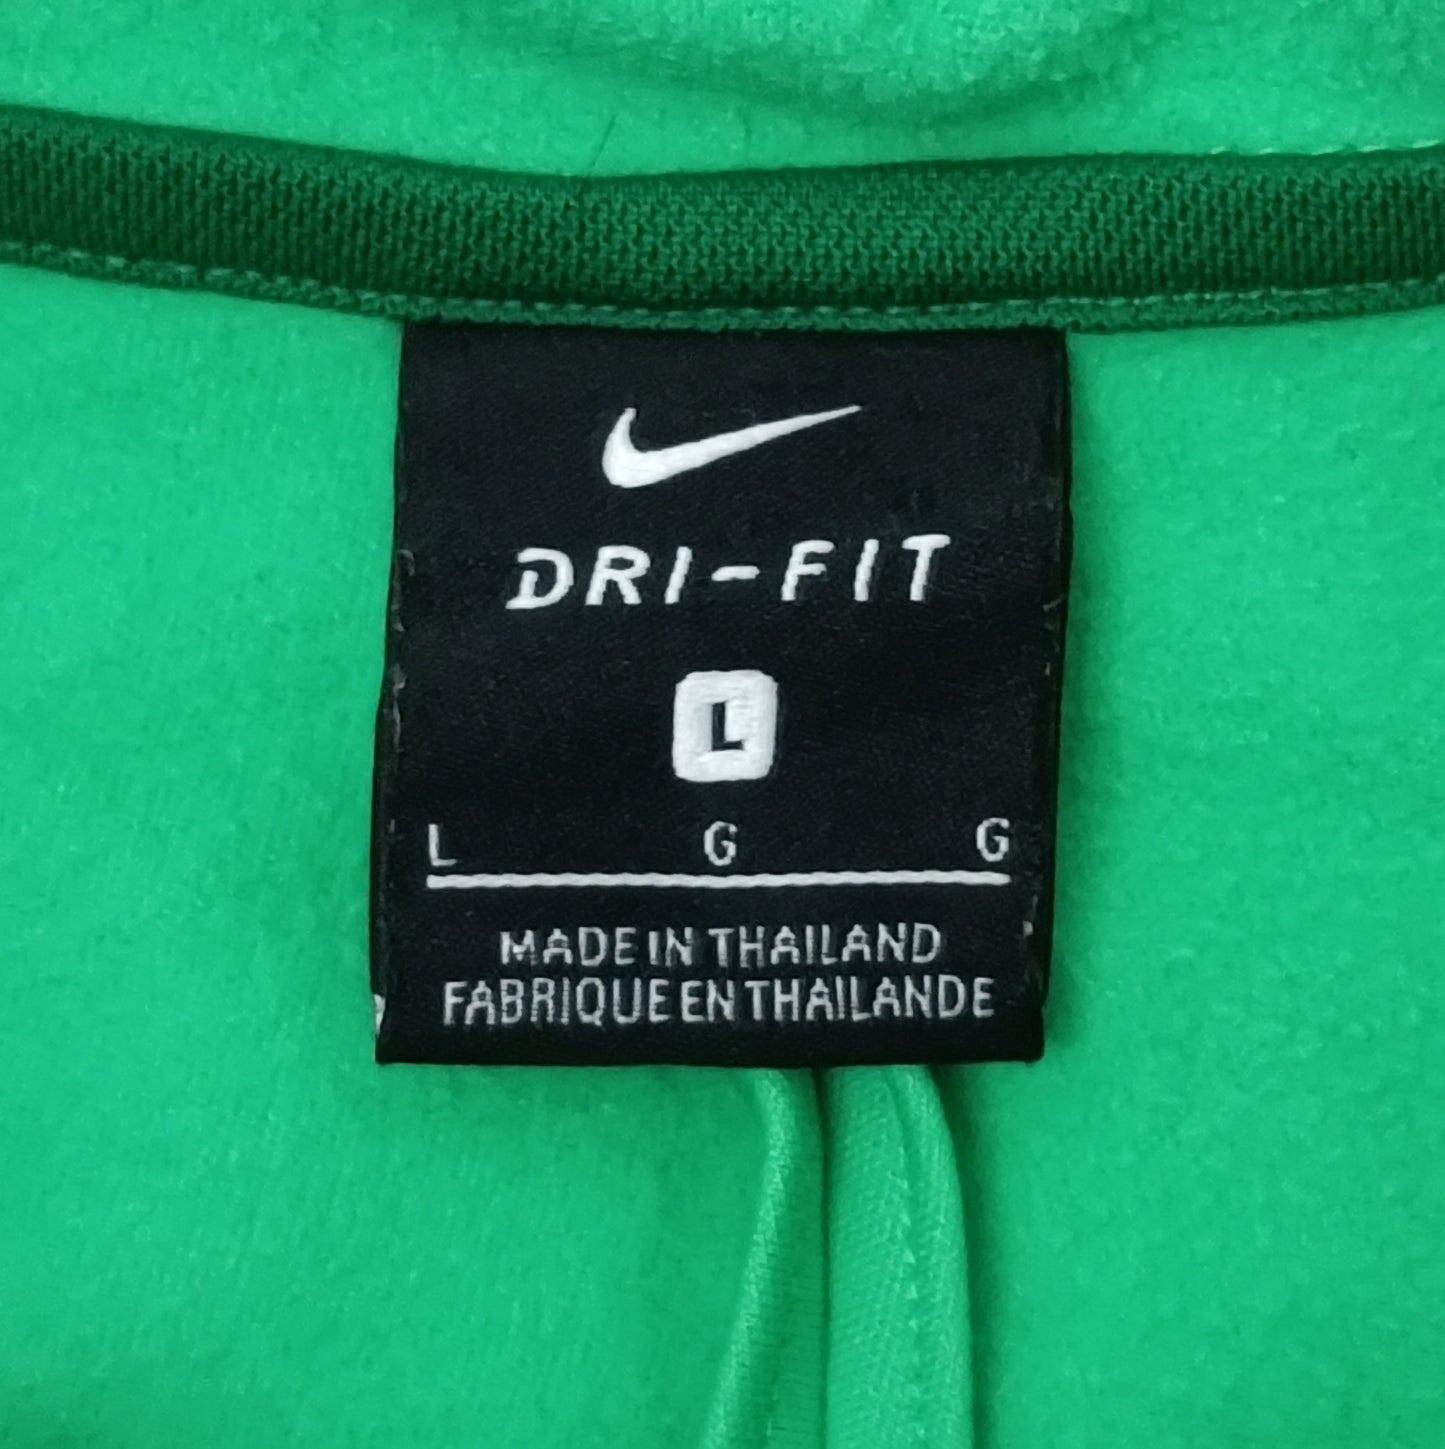 DRI-FIT
L
L G G
MADE IN THAILAND
FABRIQUE EN THAILANDE